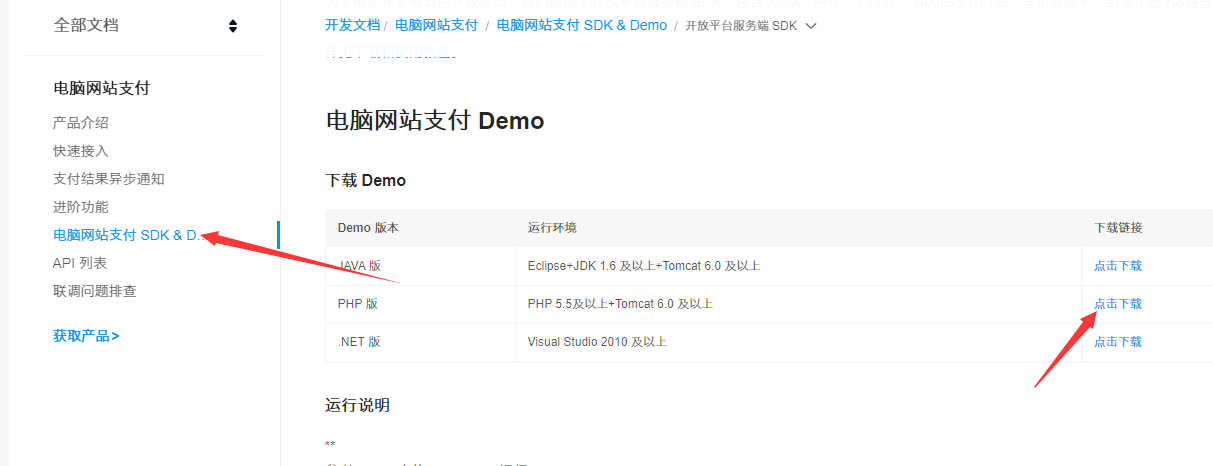 全部文档
电脑网站支付
产品介绍
快速接入
支付结果异步通知
进阶功能
电脑网站支付 SDK & D...
API 列表
联调问题排查
获取产品>
开发文档 / 电脑网站支付 / 电脑网站支付 SDK & Demo / 开放平台服务端 SDK
电脑网站支付 Demo
下载 Demo
Demo 版本 运行环境 下载链接
JAVA 版 Eclipse+JDK 1.6 及以上+Tomcat 6.0 及以上 点击下载
PHP 版 PHP 5.5及以上+Tomcat 6.0 及以上 点击下载
.NET 版 Visual Studio 2010 及以上 点击下载
运行说明
**